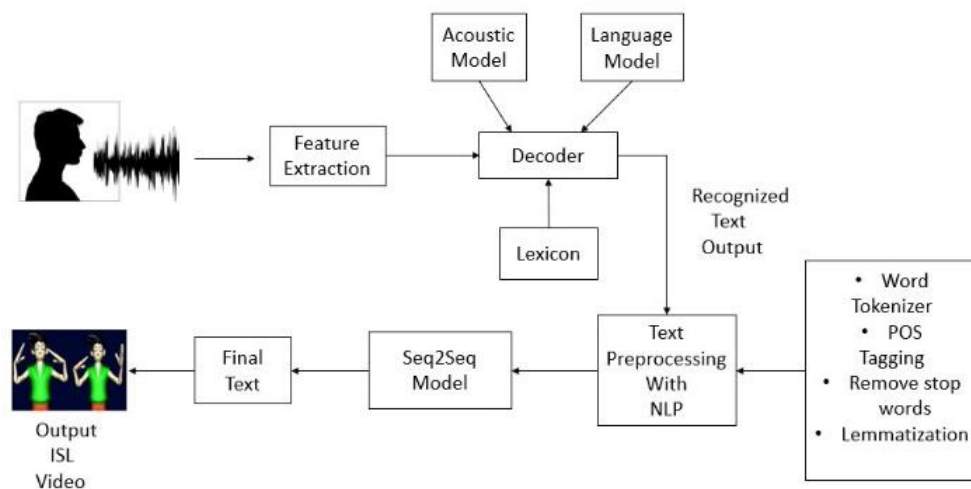 Acoustic
Model
Language
Model
Feature
Extraction
Decoder
Lexicon
Recognized
Text
Output
• Word
Tokenizer
• POS
Tagging
• Remove stop
words
• Lemmatization
Text
Preprocessing
With
NLP
Seq2Seq
Model
Final
Text
Output
ISL
Video